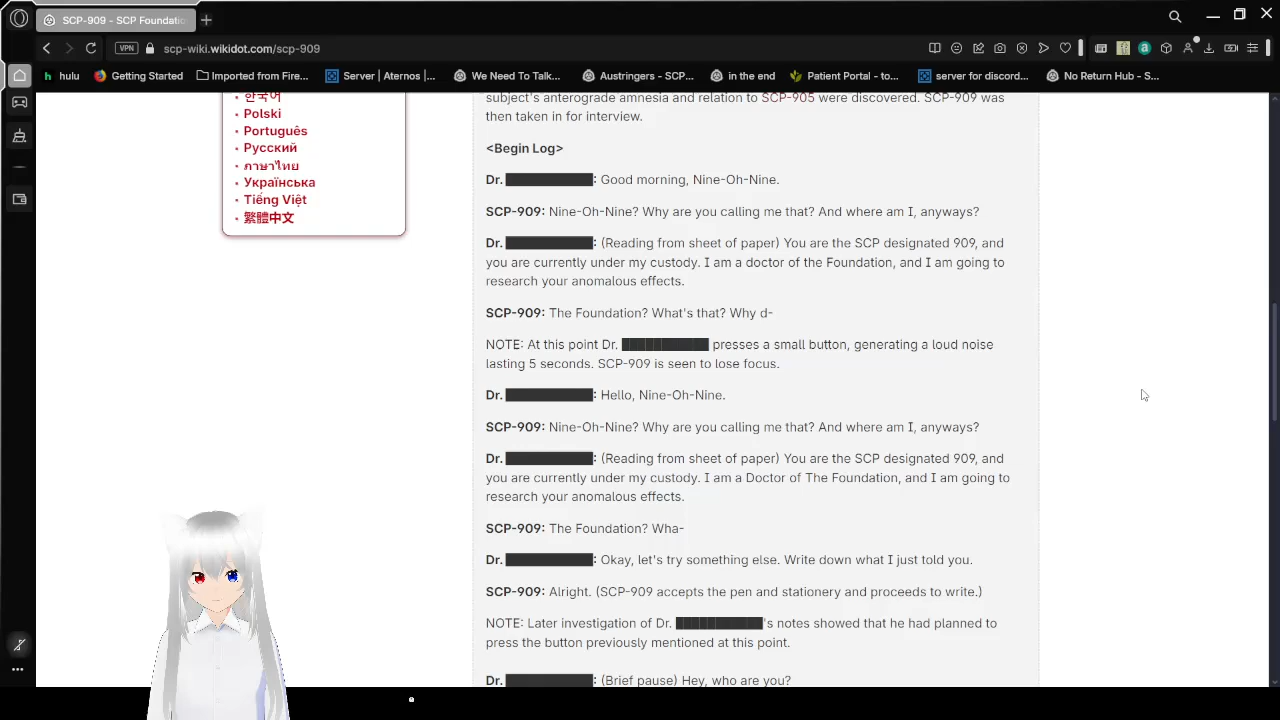 SCP-909 - SCP Foundatio
scp-wiki.wikidot.com/scp-909
VPN
hulu
Getting Started
Imported from Fire...
Server | Aternos |...
We Need To Talk...
Austringers - SCP...
in the end
Patient Portal - to...
server for discord...
No Return Hub - S...
한국어
Polski
Português
Русский
ภาษาไทย
Українська
Tiếng Việt
繁體中文
subject's anterograde amnesia and relation to SCP-905 were discovered. SCP-909 was
then taken in for interview.
<Begin Log>
Dr. ██████████: Good morning, Nine-Oh-Nine.
SCP-909: Nine-Oh-Nine? Why are you calling me that? And where am I, anyways?
Dr. ██████████: (Reading from sheet of paper) You are the SCP designated 909, and
you are currently under my custody. I am a doctor of the Foundation, and I am going to
research your anomalous effects.
SCP-909: The Foundation? What's that? Why d-
NOTE: At this point Dr. ██████████ presses a small button, generating a loud noise
lasting 5 seconds. SCP-909 is seen to lose focus.
Dr. ██████████: Hello, Nine-Oh-Nine.
SCP-909: Nine-Oh-Nine? Why are you calling me that? And where am I, anyways?
Dr. ██████████: (Reading from sheet of paper) You are the SCP designated 909, and
you are currently under my custody. I am a Doctor of The Foundation, and I am going to
research your anomalous effects.
SCP-909: The Foundation? Wha-
Dr. ██████████: Okay, let's try something else. Write down what I just told you.
SCP-909: Alright. (SCP-909 accepts the pen and stationery and proceeds to write.)
NOTE: Later investigation of Dr. ██████████'s notes showed that he had planned to
press the button previously mentioned at this point.
Dr. ██████████: (Brief pause) Hey, who are you?